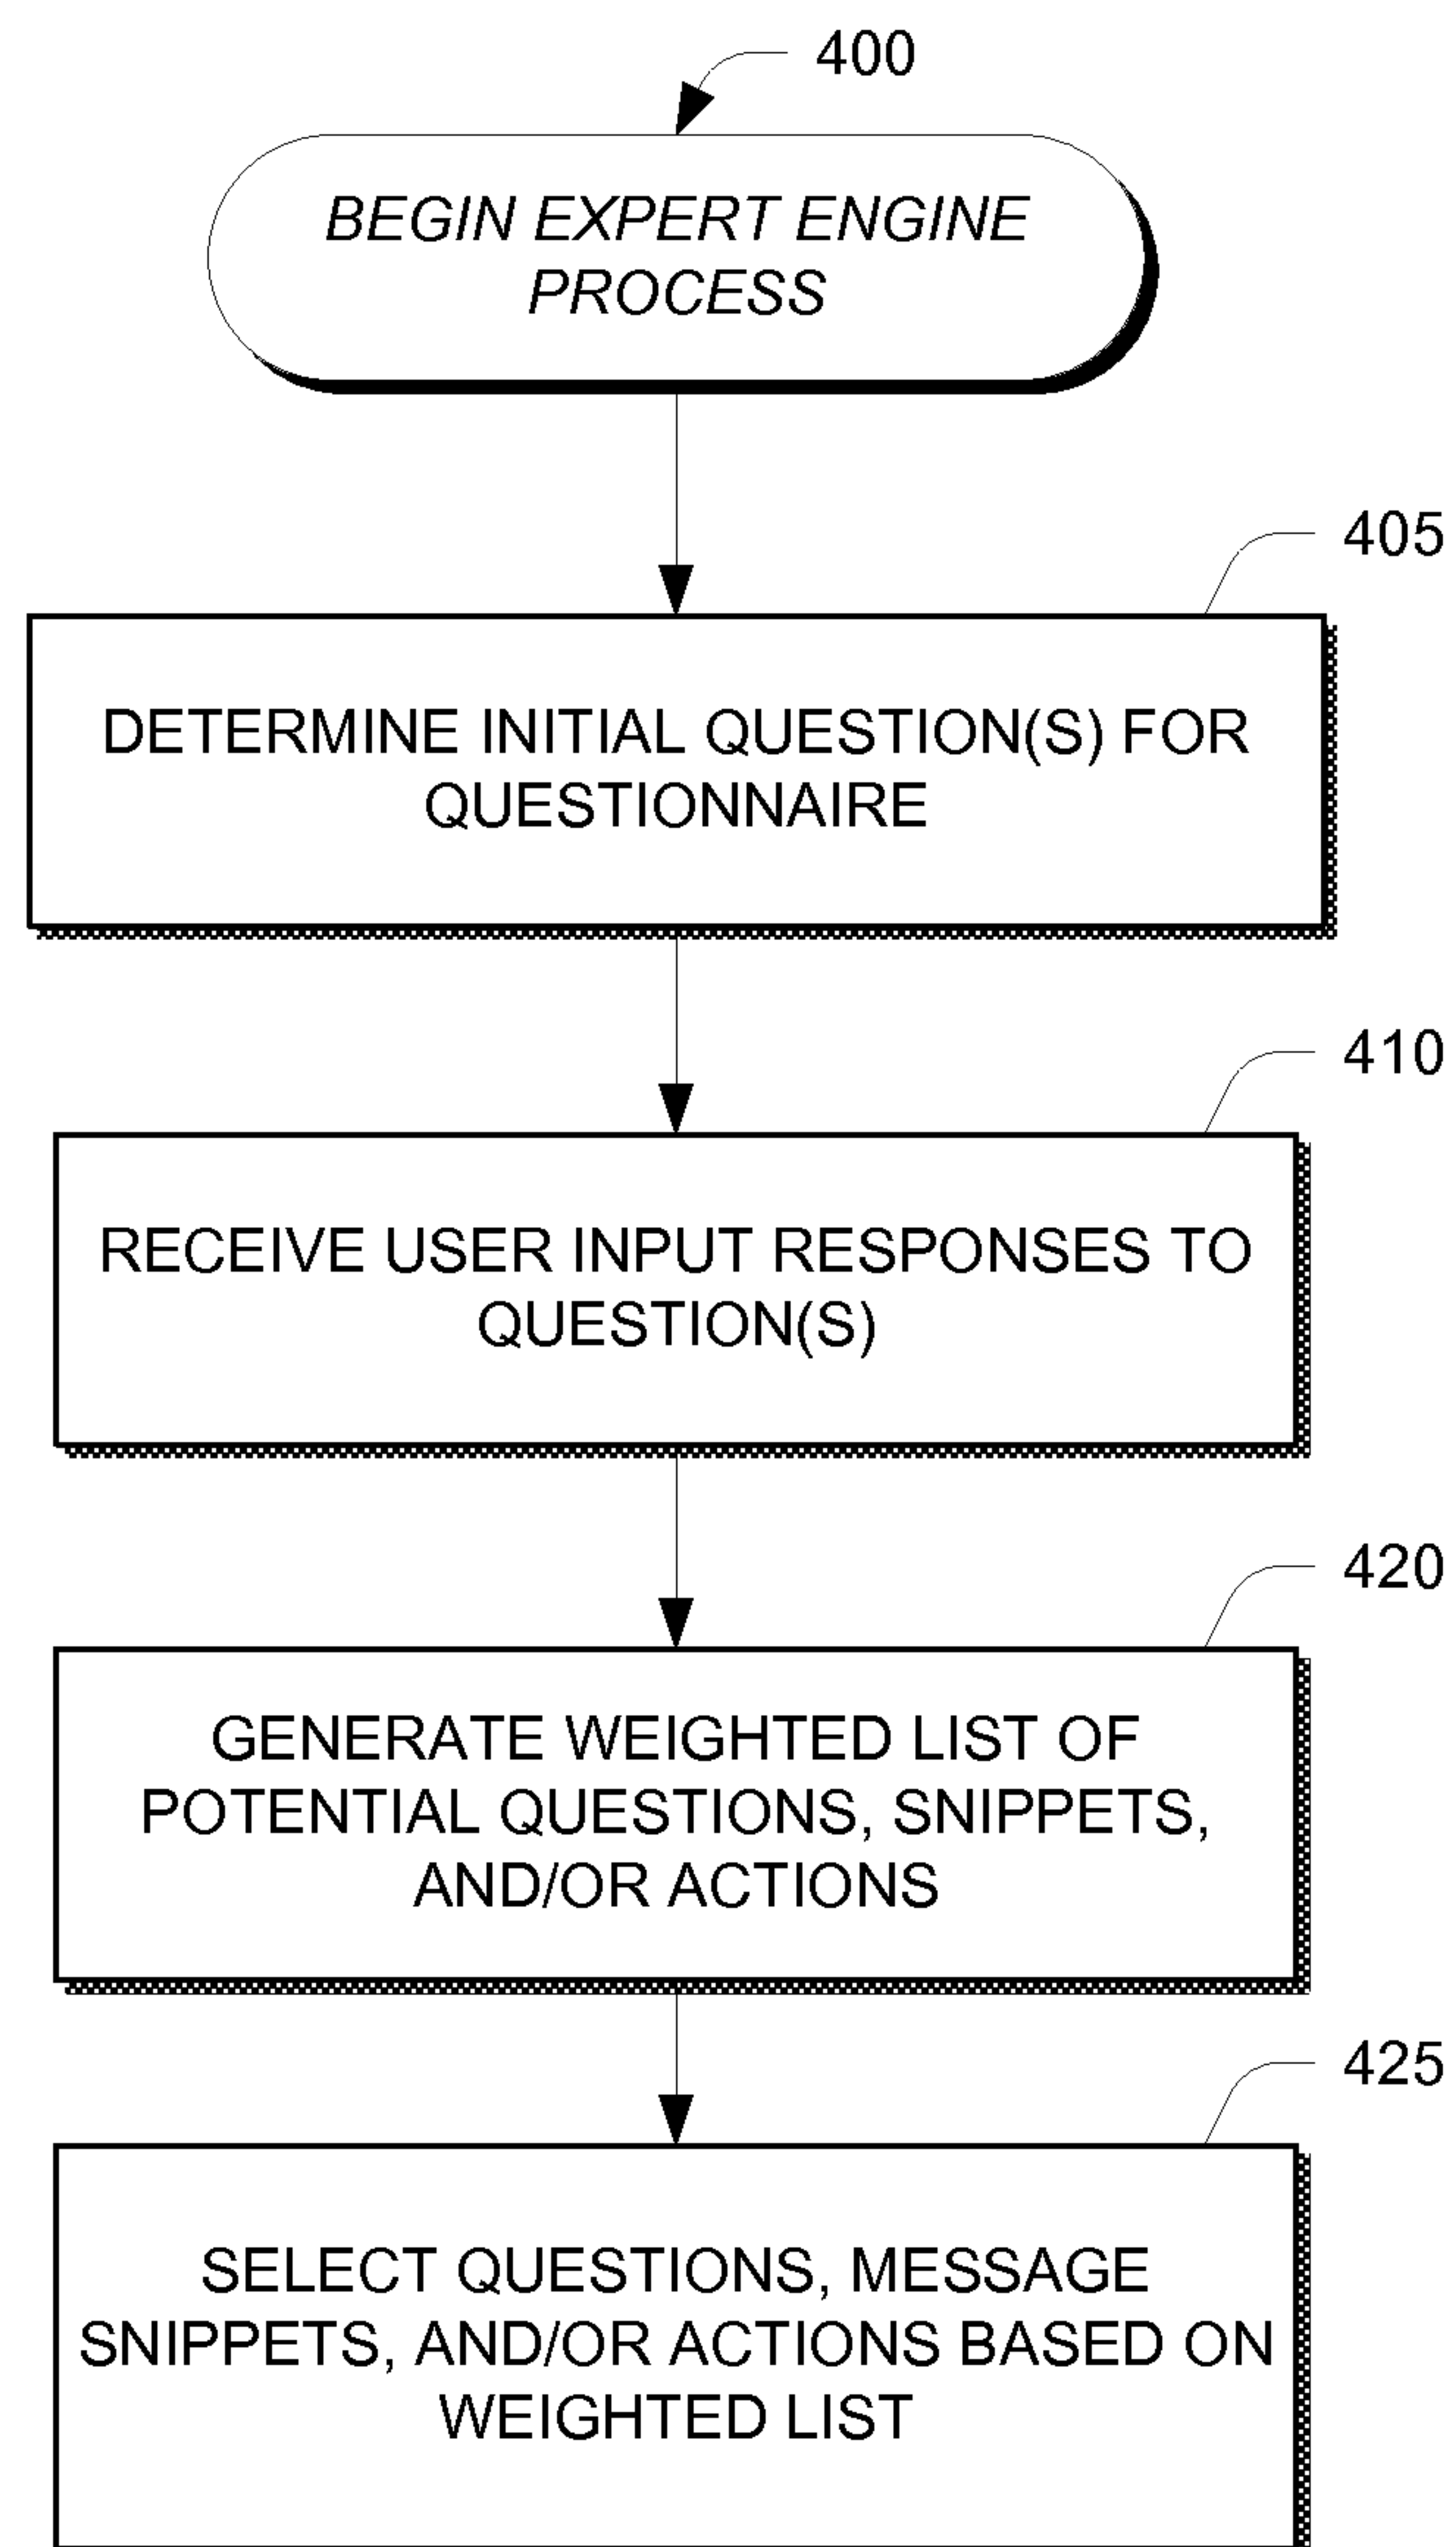 400
BEGIN EXPERT ENGINE
PROCESS
405
DETERMINE INITIAL QUESTION(S) FOR
QUESTIONNAIRE
410
RECEIVE USER INPUT RESPONSES TO
QUESTION(S)
420
GENERATE WEIGHTED LIST OF
POTENTIAL QUESTIONS, SNIPPETS,
AND/OR ACTIONS
425
SELECT QUESTIONS, MESSAGE
SNIPPETS, AND/OR ACTIONS BASED ON
WEIGHTED LIST